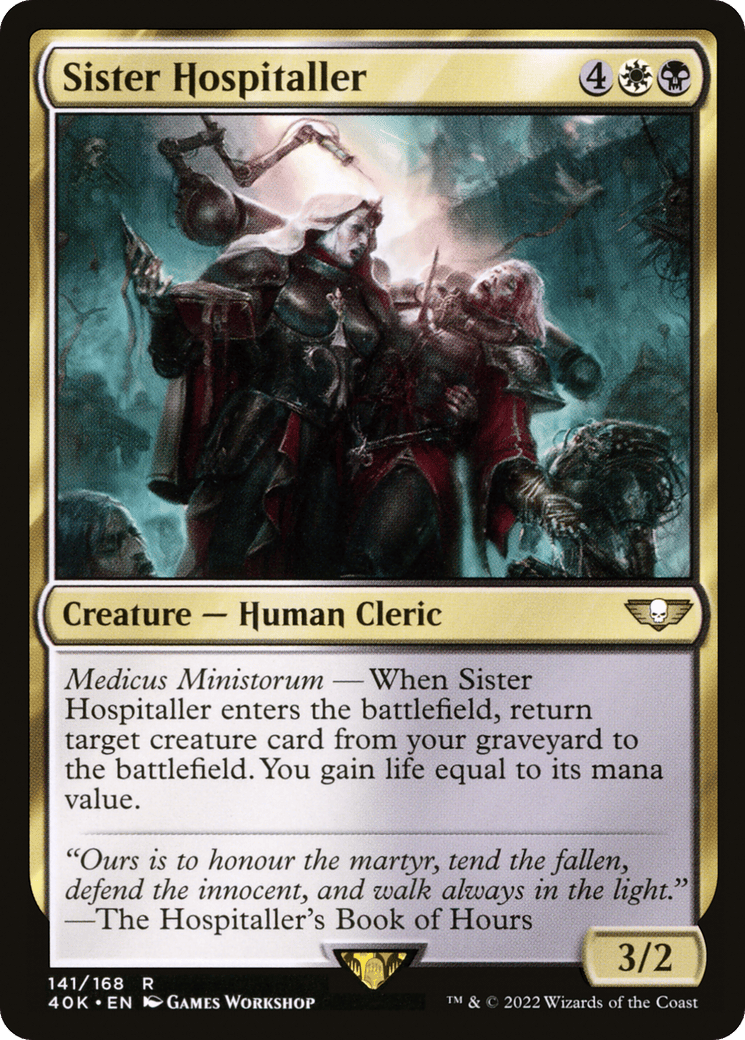 Sister Hospitaller 4
Creature — Human Cleric
Medicus Ministorum — When Sister
Hospitaller enters the battlefield, return
target creature card from your graveyard to
the battlefield. You gain life equal to its mana
value.
“Ours is to honour the martyr, tend the fallen,
defend the innocent, and walk always in the light.”
—The Hospitaller’s Book of Hours
3/2
141/168 R
40K • EN Games Workshop
™ & © 2022 Wizards of the Coast